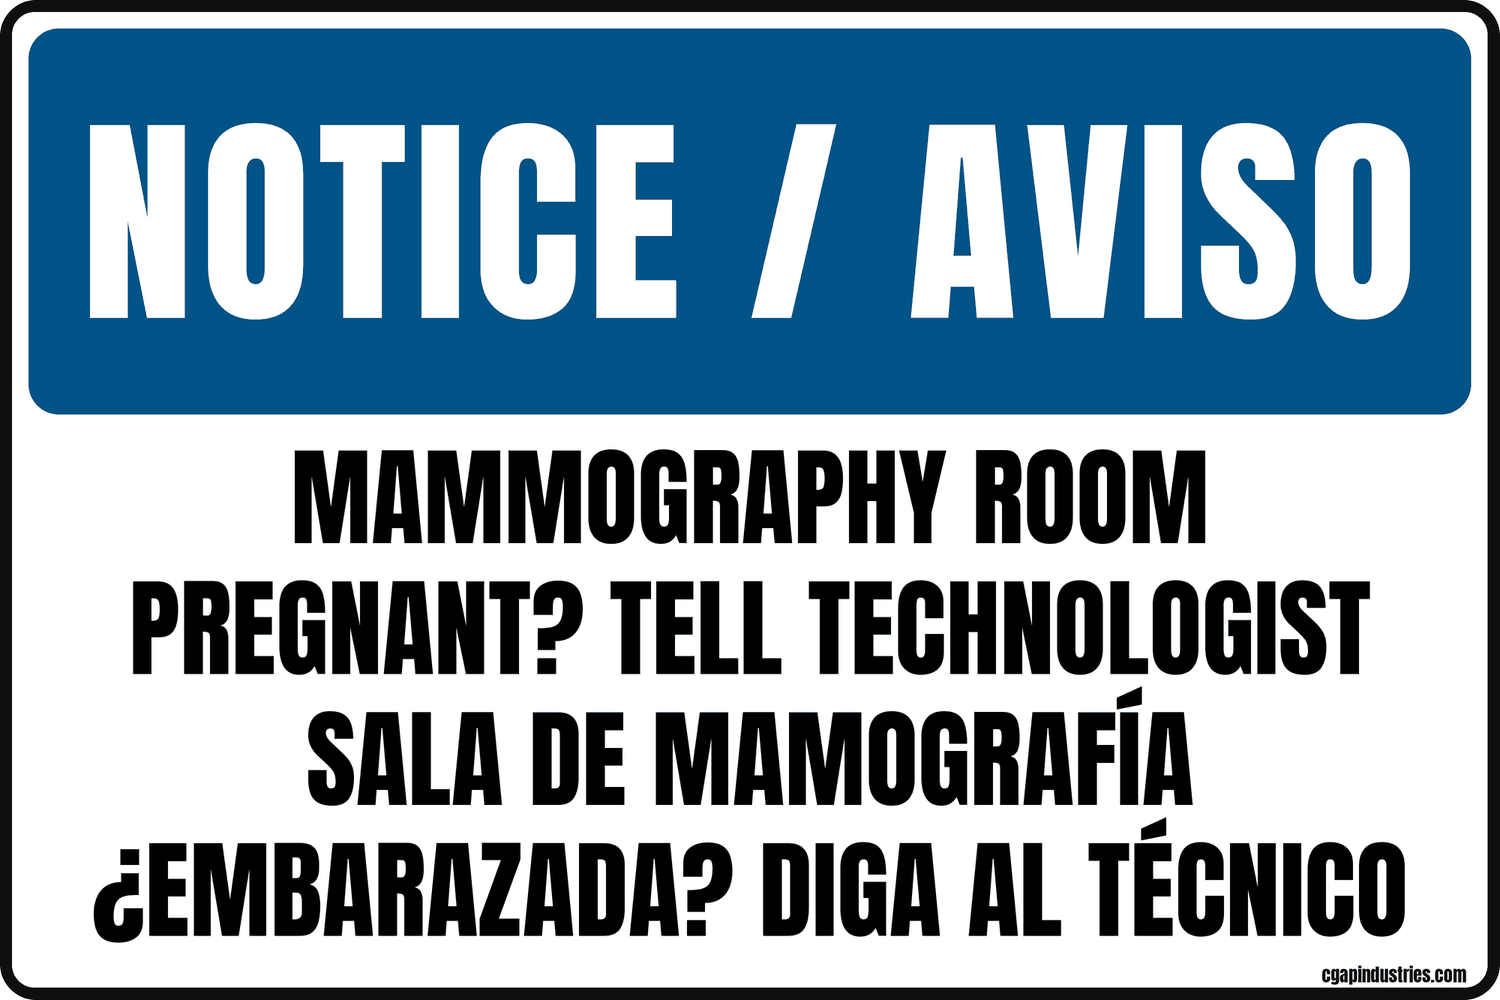 NOTICE / AVISO
MAMMOGRAPHY ROOM
PREGNANT? TELL TECHNOLOGIST
SALA DE MAMOGRAFÍA
¿EMBARAZADA? DIGA AL TÉCNICO
cgapindustries.com